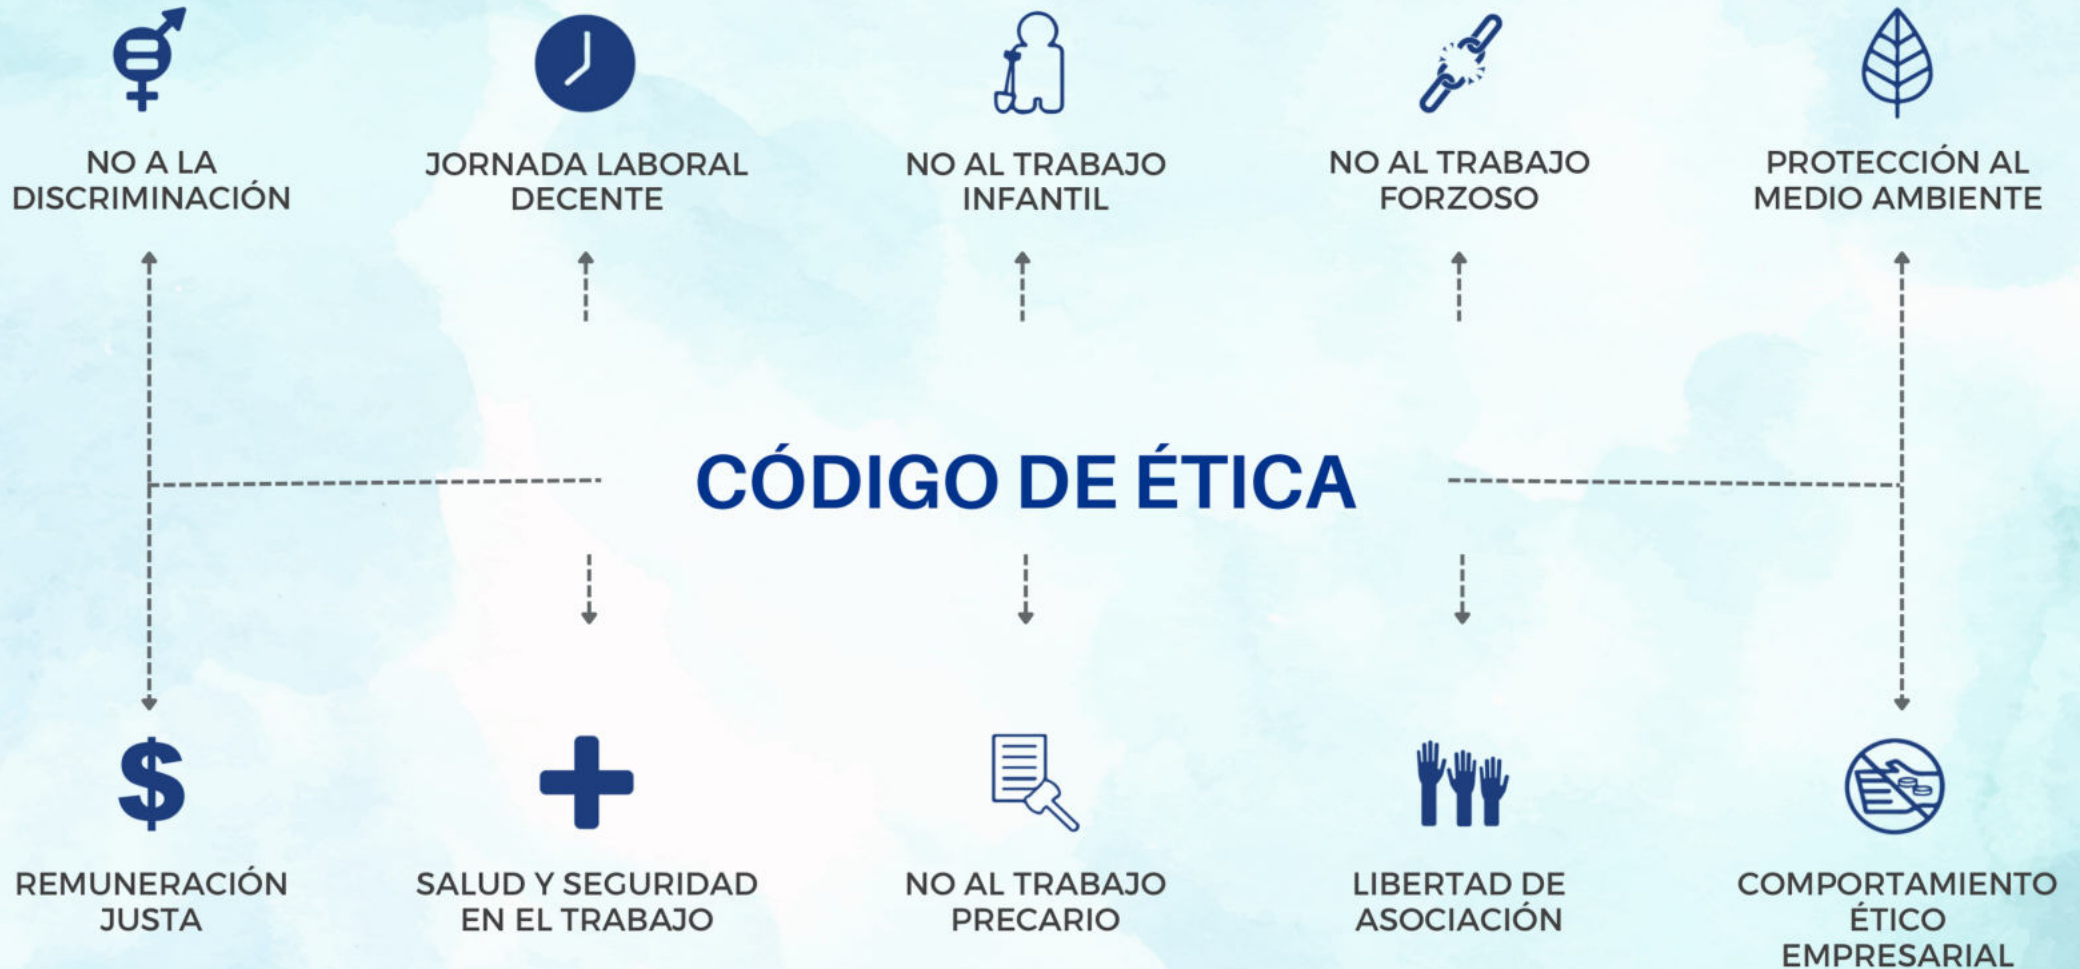 NO A LA
DISCRIMINACIÓN
JORNADA LABORAL
DECENTE
NO AL TRABAJO
INFANTIL
NO AL TRABAJO
FORZOSO
PROTECCIÓN AL
MEDIO AMBIENTE
CÓDIGO DE ÉTICA
$
REMUNERACIÓN
JUSTA
SALUD Y SEGURIDAD
EN EL TRABAJO
NO AL TRABAJO
PRECARIO
LIBERTAD DE
ASOCIACIÓN
COMPORTAMIENTO
ÉTICO
EMPRESARIAL